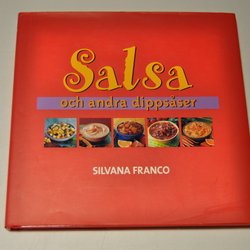 Salsa
och andra dippsåser
SILVANA FRANCO